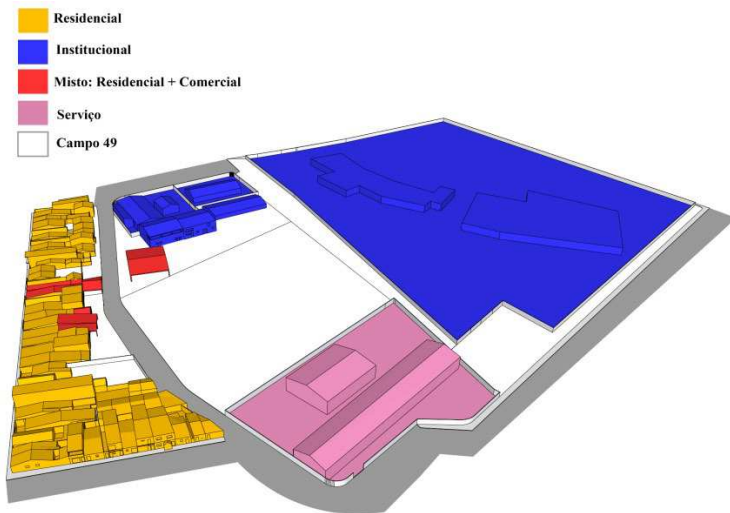 Residencial
Institucional
Misto: Residencial + Comercial
Serviço
Campo 49